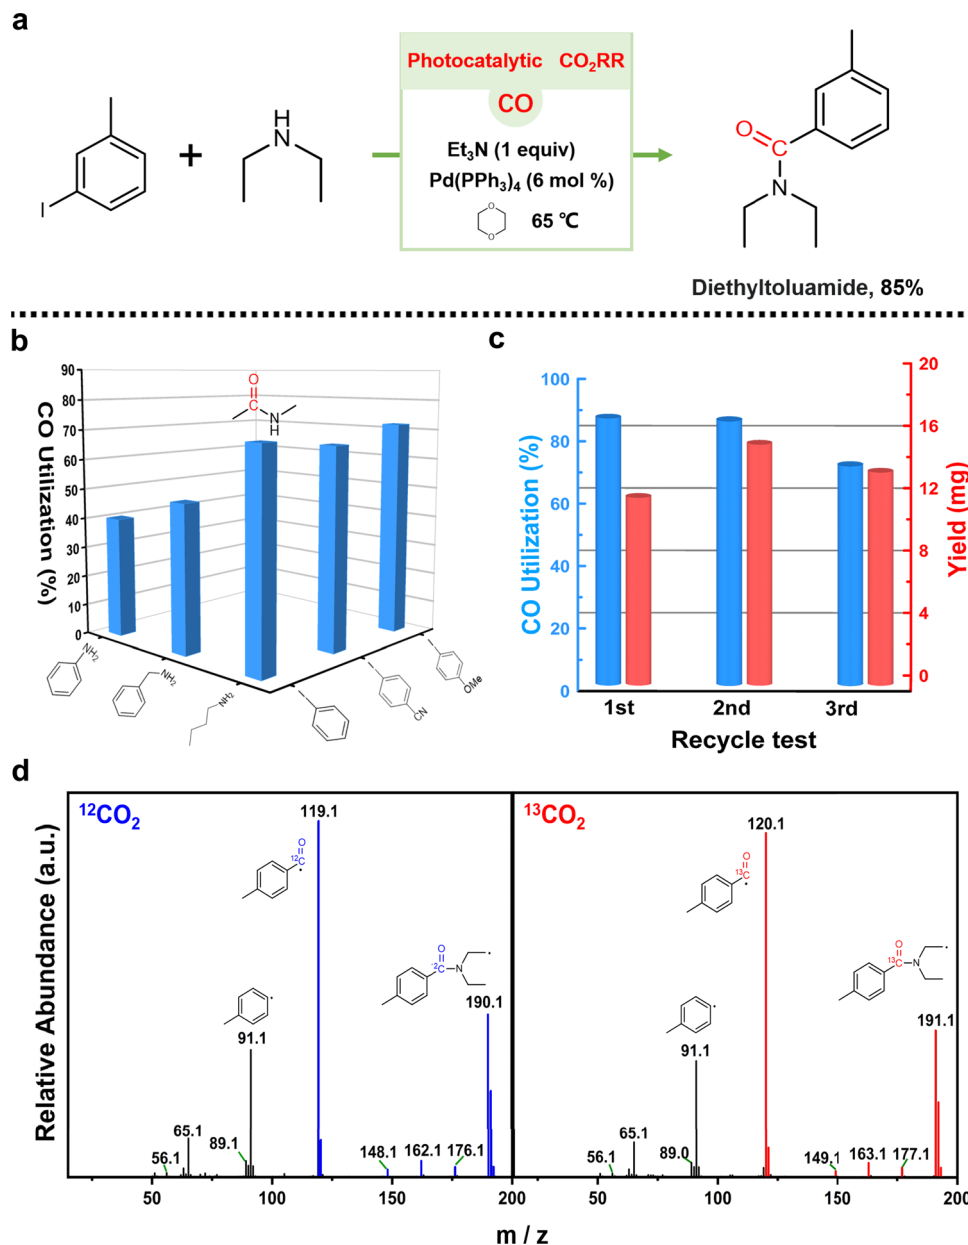 a
Photocatalytic CO₂RR
CO
Et₃N (1 equiv)
Pd(PPh₃)₄ (6 mol %)
O
O
65 ℃
I
+
H
N
O
C
N
Diethyltoluamide, 85%
b
CO Utilization (%)
90
80
70
60
50
40
30
20
10
0
O
C
N
H
NH₂
NH₂
NH₂
CN
OMe
c
CO Utilization (%)
100
80
60
40
20
0
Yield (mg)
20
16
12
8
4
0
1st 2nd 3rd
Recycle test
d
Relative Abundance (a.u.)
¹²CO₂
119.1
O
¹²C
O
¹²C
N
190.1
91.1
65.1
89.1
56.1
148.1
162.1
176.1
¹³CO₂
120.1
O
¹³C
O
¹³C
N
191.1
91.1
65.1
89.0
56.1
149.1
163.1
177.1
50 100 150 200 50 100 150 200
m / z